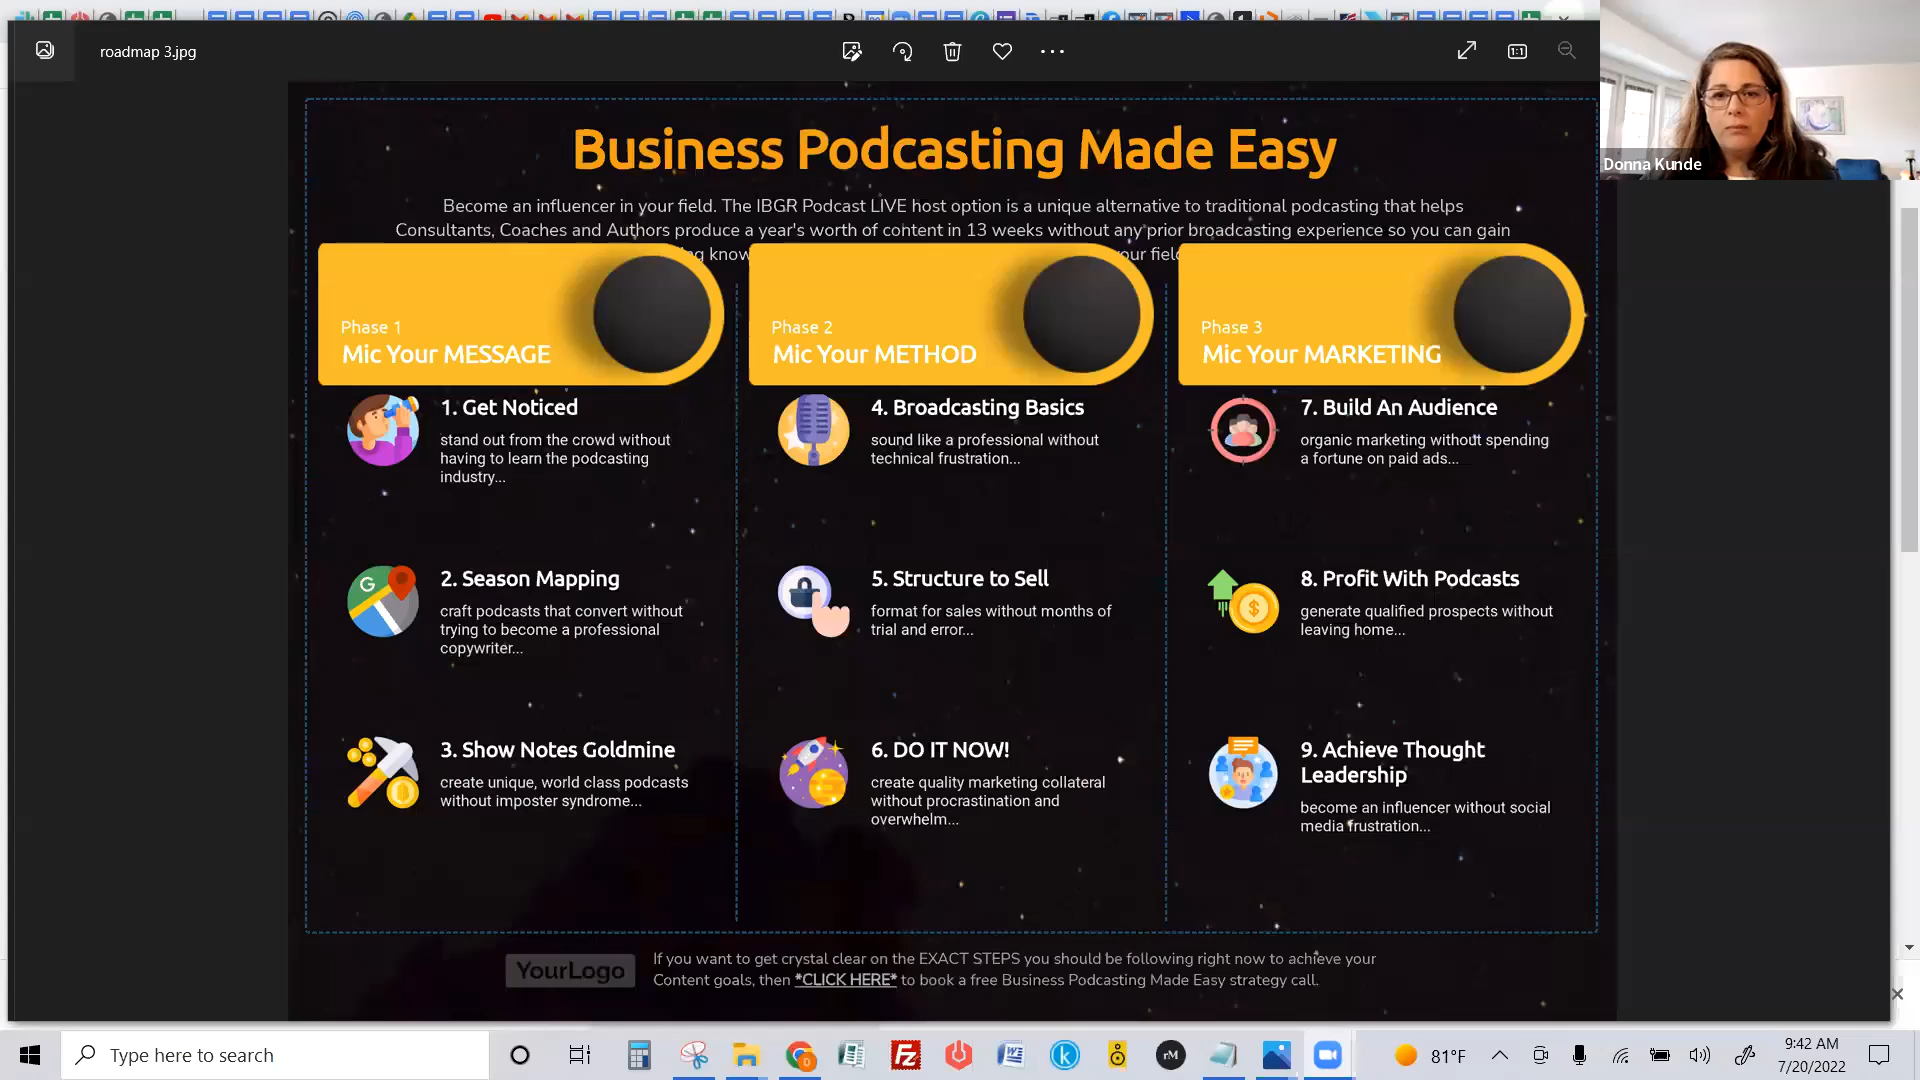 roadmap 3.jpg
1:1
Donna Kunde
Business Podcasting Made Easy
Become an influencer in your field. The IBGR Podcast LIVE host option is a unique alternative to traditional podcasting that helps
Consultants, Coaches and Authors produce a year's worth of content in 13 weeks without any prior broadcasting experience so you can gain
Phase 1
Mic Your MESSAGE
1. Get Noticed
stand out from the crowd without
having to learn the podcasting
industry...
2. Season Mapping
craft podcasts that convert without
trying to become a professional
copywriter...
3. Show Notes Goldmine
create unique, world class podcasts
without imposter syndrome...
Phase 2
Mic Your METHOD
4. Broadcasting Basics
sound like a professional without
technical frustration...
5. Structure to Sell
format for sales without months of
trial and error...
6. DO IT NOW!
create quality marketing collateral
without procrastination and
overwhelm...
Phase 3
Mic Your MARKETING
7. Build An Audience
organic marketing without spending
a fortune on paid ads...
8. Profit With Podcasts
generate qualified prospects without
leaving home...
9. Achieve Thought
Leadership
become an influencer without social
media frustration...
YourLogo
If you want to get crystal clear on the EXACT STEPS you should be following right now to achieve your
Content goals, then *CLICK HERE* to book a free Business Podcasting Made Easy strategy call.
Type here to search
rM
81°F
9:42 AM
7/20/2022